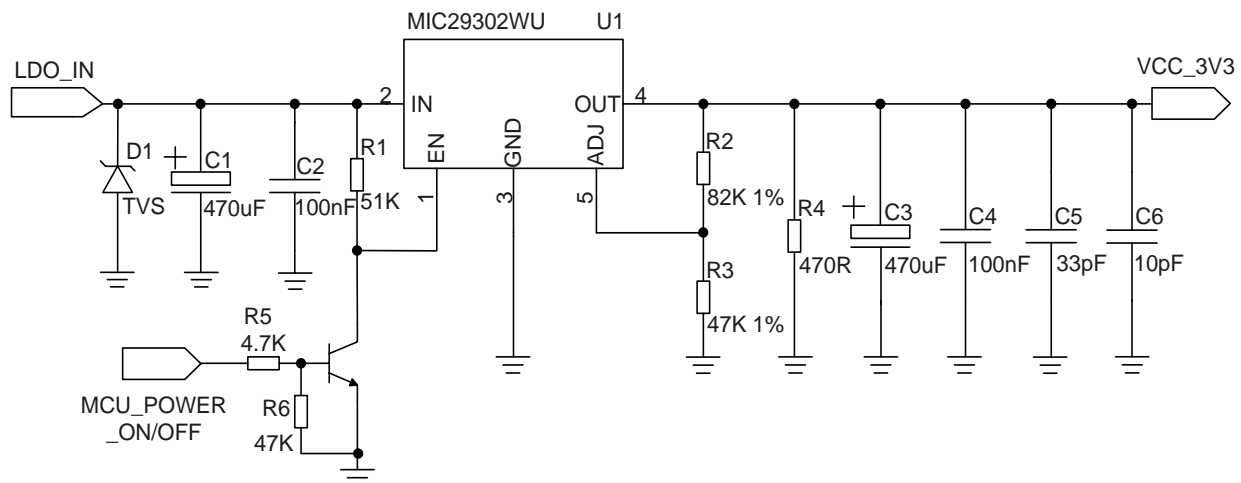 MIC29302WU
U1
LDO_IN
VCC_3V3
2
IN
OUT
4
EN
GND
ADJ
1
3
5
D1
TVS
+
C1
470uF
C2
100nF
R1
51K
R2
82K 1%
R3
47K 1%
R4
470R
+
C3
470uF
C4
100nF
C5
33pF
C6
10pF
R5
4.7K
MCU_POWER
_ON/OFF
R6
47K